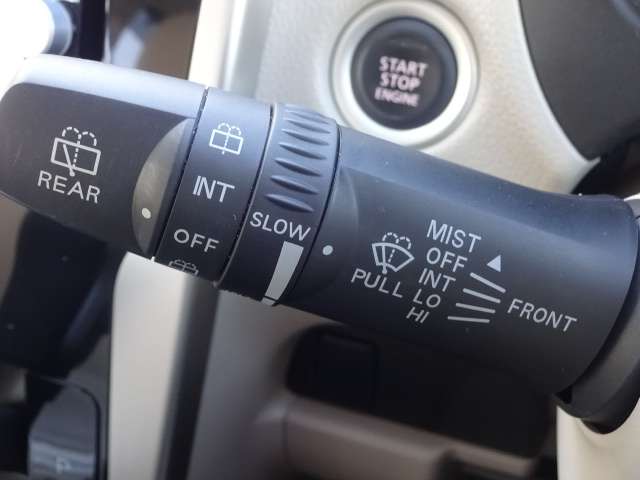 START
STOP
ENGINE
REAR
INT
OFF
SLOW
PULL
MIST
OFF
INT
LO
HI
FRONT